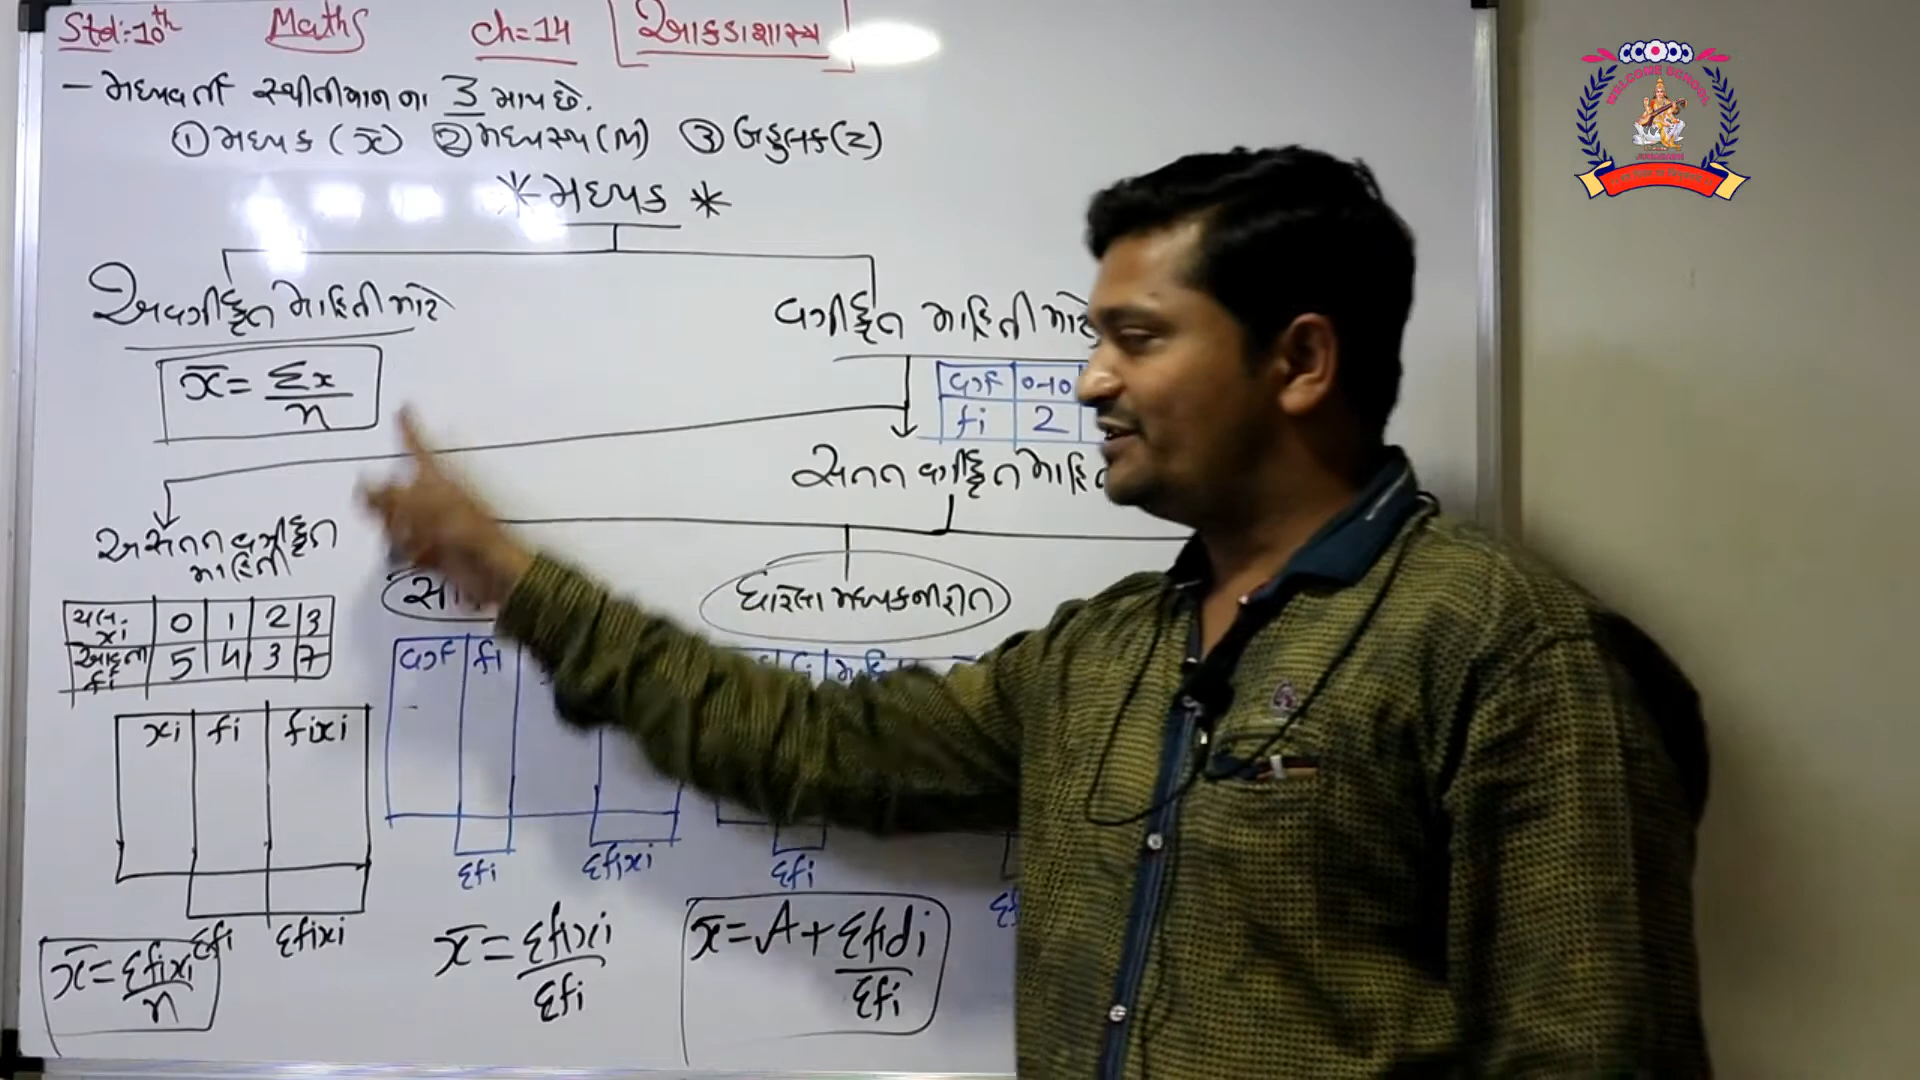 Std:-10th Maths ch=14 આંકડાશાસ્ત્ર
- મધ્યવર્તી સ્થીતીમાન ના 3 માપ છે.
① મધ્યક (x̄) ② મધ્યસ્થ (M) ③ બહુલક (Z)
* મધ્યક *
અવર્ગીકૃત માહિતી માટે
x̄ = Σx / n
વર્ગીકૃત માહિતી માટે
વર્ગ 0-10
fi 2
સતત વર્ગીકૃત
અસતત વર્ગીકૃત
માહિતી
ચલ. xi 0 1 2 3
આવૃત્તિ fi 5 4 3 7
xi fi fixi
Σfi Σfixi
x̄ = Σfixi / n
વર્ગ fi
Σfi Σfixi
x̄ = Σfixi / Σfi
ધારેલા મધ્યકની રીત
Σfi
x̄ = A + Σfidi / Σfi
WELCOME SCHOOL